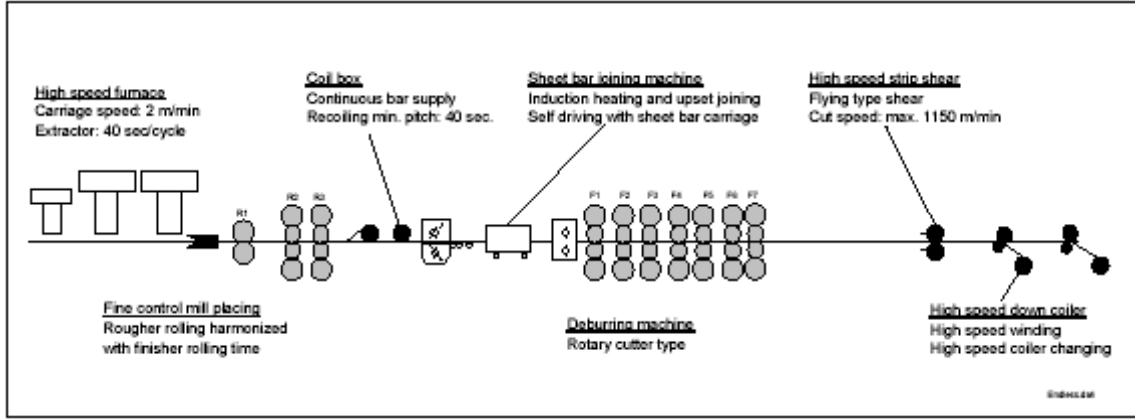 High speed furnace
Carriage speed: 2 m/min
Extractor: 40 sec/cycle
Coil box
Continuous bar supply
Recoiling min. pitch: 40 sec.
Sheet bar joining machine
Induction heating and upset joining
Self driving with sheet bar carriage
High speed strip shear
Flying type shear
Cut speed: max. 1150 m/min
R1
R2
R3
F1
F2
F3
F4
F5
F6
F7
Fine control mill placing
Rougher rolling harmonized
with finisher rolling time
Deburring machine
Rotary cutter type
High speed down coiler
High speed winding
High speed coiler changing